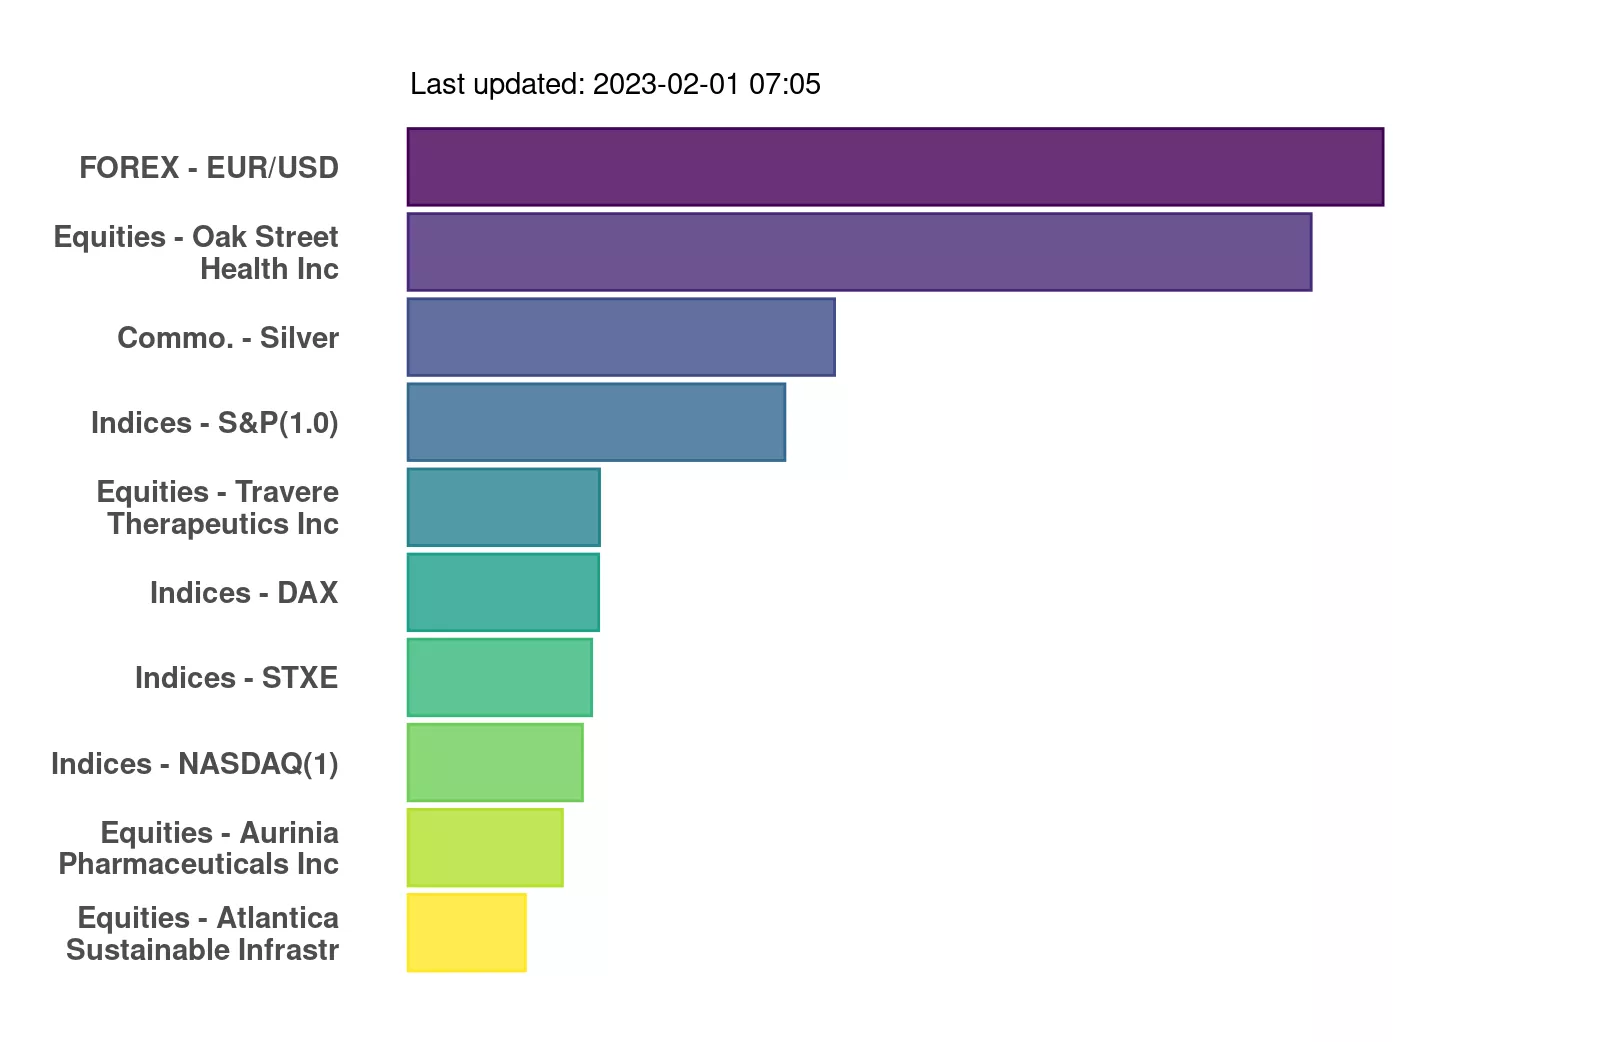 Last updated: 2023-02-01 07:05
FOREX - EUR/USD
Equities - Oak Street
Health Inc
Commo. - Silver
Indices - S&P(1.0)
Equities - Travere
Therapeutics Inc
Indices - DAX
Indices - STXE
Indices - NASDAQ(1)
Equities - Aurinia
Pharmaceuticals Inc
Equities - Atlantica
Sustainable Infrastr